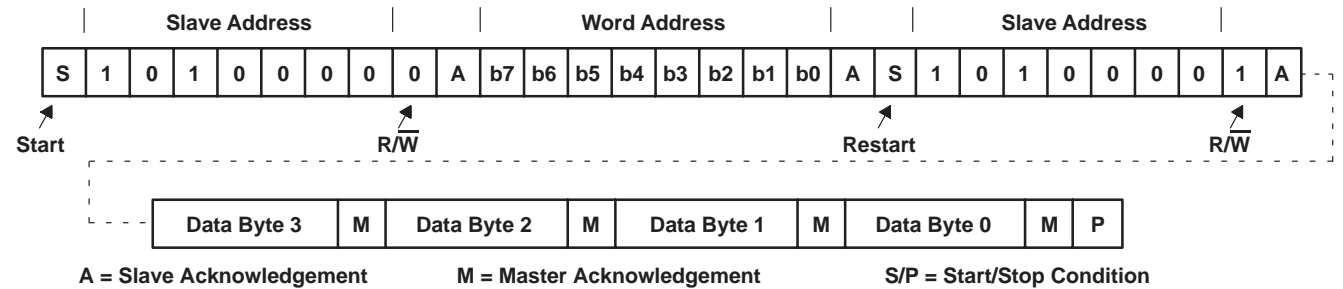 Slave Address Word Address Slave Address
S 1 0 1 0 0 0 0 0 A b7 b6 b5 b4 b3 b2 b1 b0 A S 1 0 1 0 0 0 0 1 A
Start R/W̅ Restart R/W̅
Data Byte 3 M Data Byte 2 M Data Byte 1 M Data Byte 0 M P
A = Slave Acknowledgement M = Master Acknowledgement S/P = Start/Stop Condition